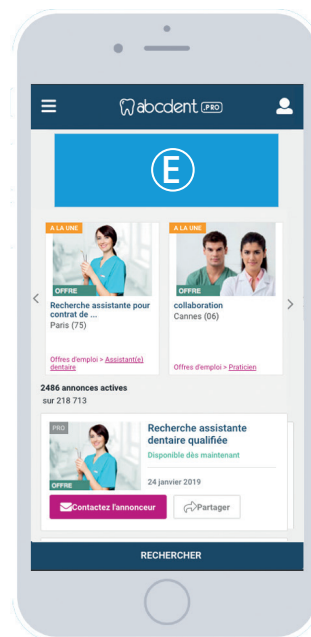 abcdent .PRO
E
A LA UNE
OFFRE
Recherche assistante pour
contrat de ...
Paris (75)
Offres d'emploi > Assistant(e)
dentaire
A LA UNE
OFFRE
collaboration
Cannes (06)
Offres d'emploi > Praticien
2486 annonces actives
sur 218 713
PRO
OFFRE
Recherche assistante
dentaire qualifiée
Disponible dès maintenant
24 janvier 2019
Contactez l'annonceur
Partager
RECHERCHER